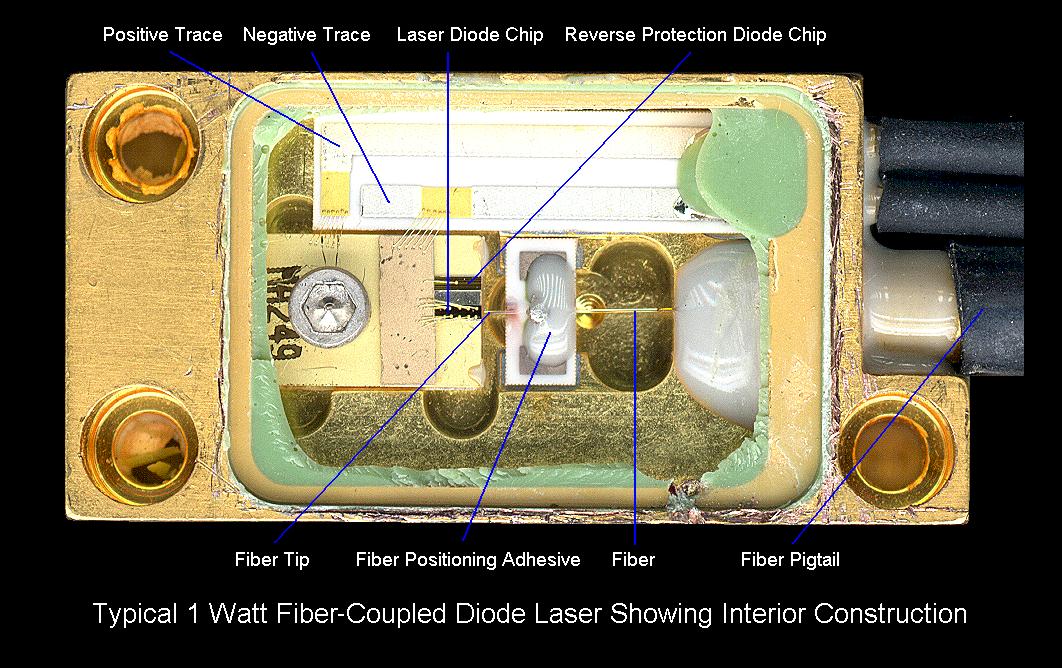 Positive Trace
Negative Trace
Laser Diode Chip
Reverse Protection Diode Chip
Fiber Tip
Fiber Positioning Adhesive
Fiber
Fiber Pigtail
Typical 1 Watt Fiber-Coupled Diode Laser Showing Interior Construction